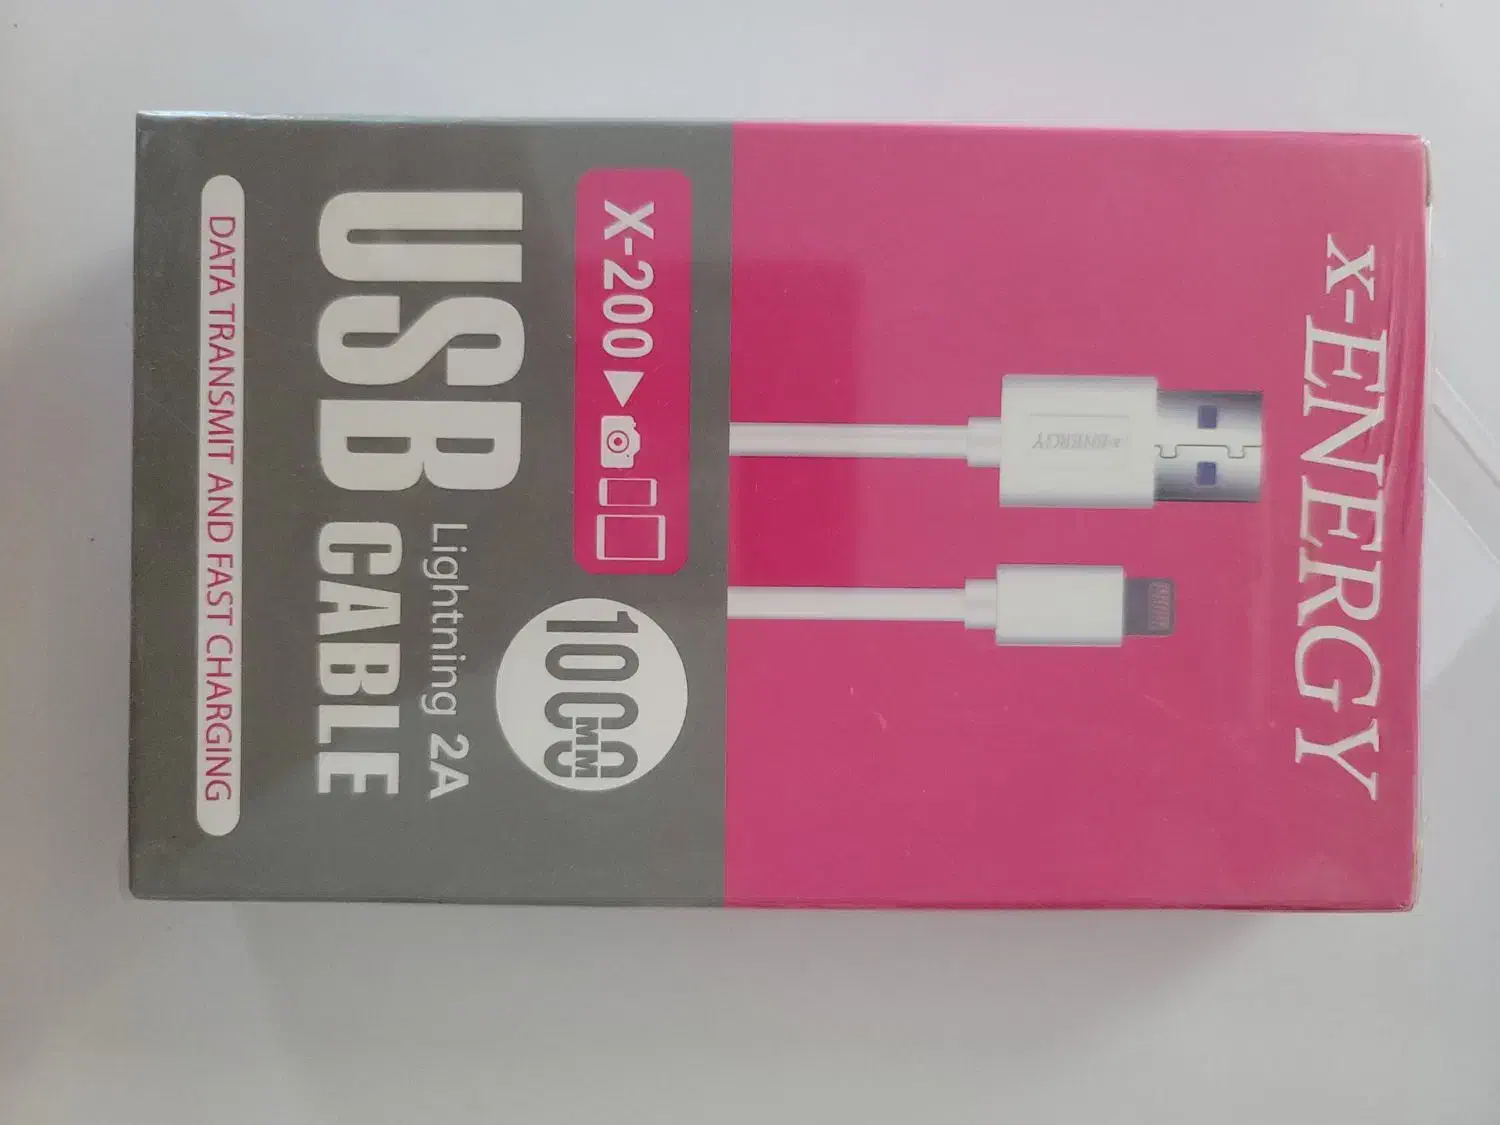 x-ENERGY
x-ENERGY
X-200
1000
MM
Lightning 2A
USB CABLE
DATA TRANSMIT AND FAST CHARGING